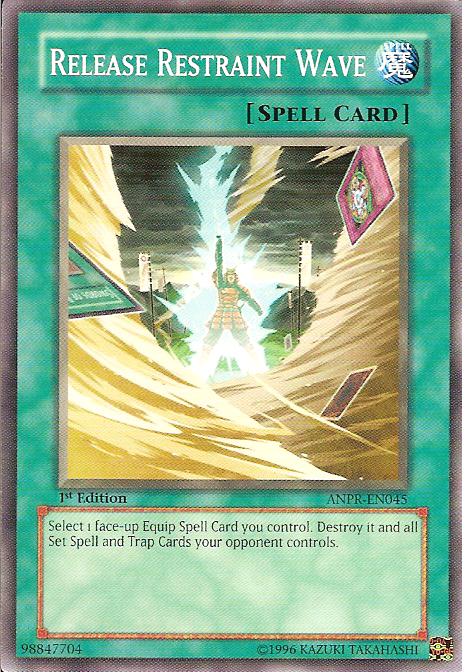 RELEASE RESTRAINT WAVE
SPELL
魔
[SPELL CARD]
1st Edition
ANPR-EN045
Select 1 face-up Equip Spell Card you control. Destroy it and all
Set Spell and Trap Cards your opponent controls.
98847704
©1996 KAZUKI TAKAHASHI